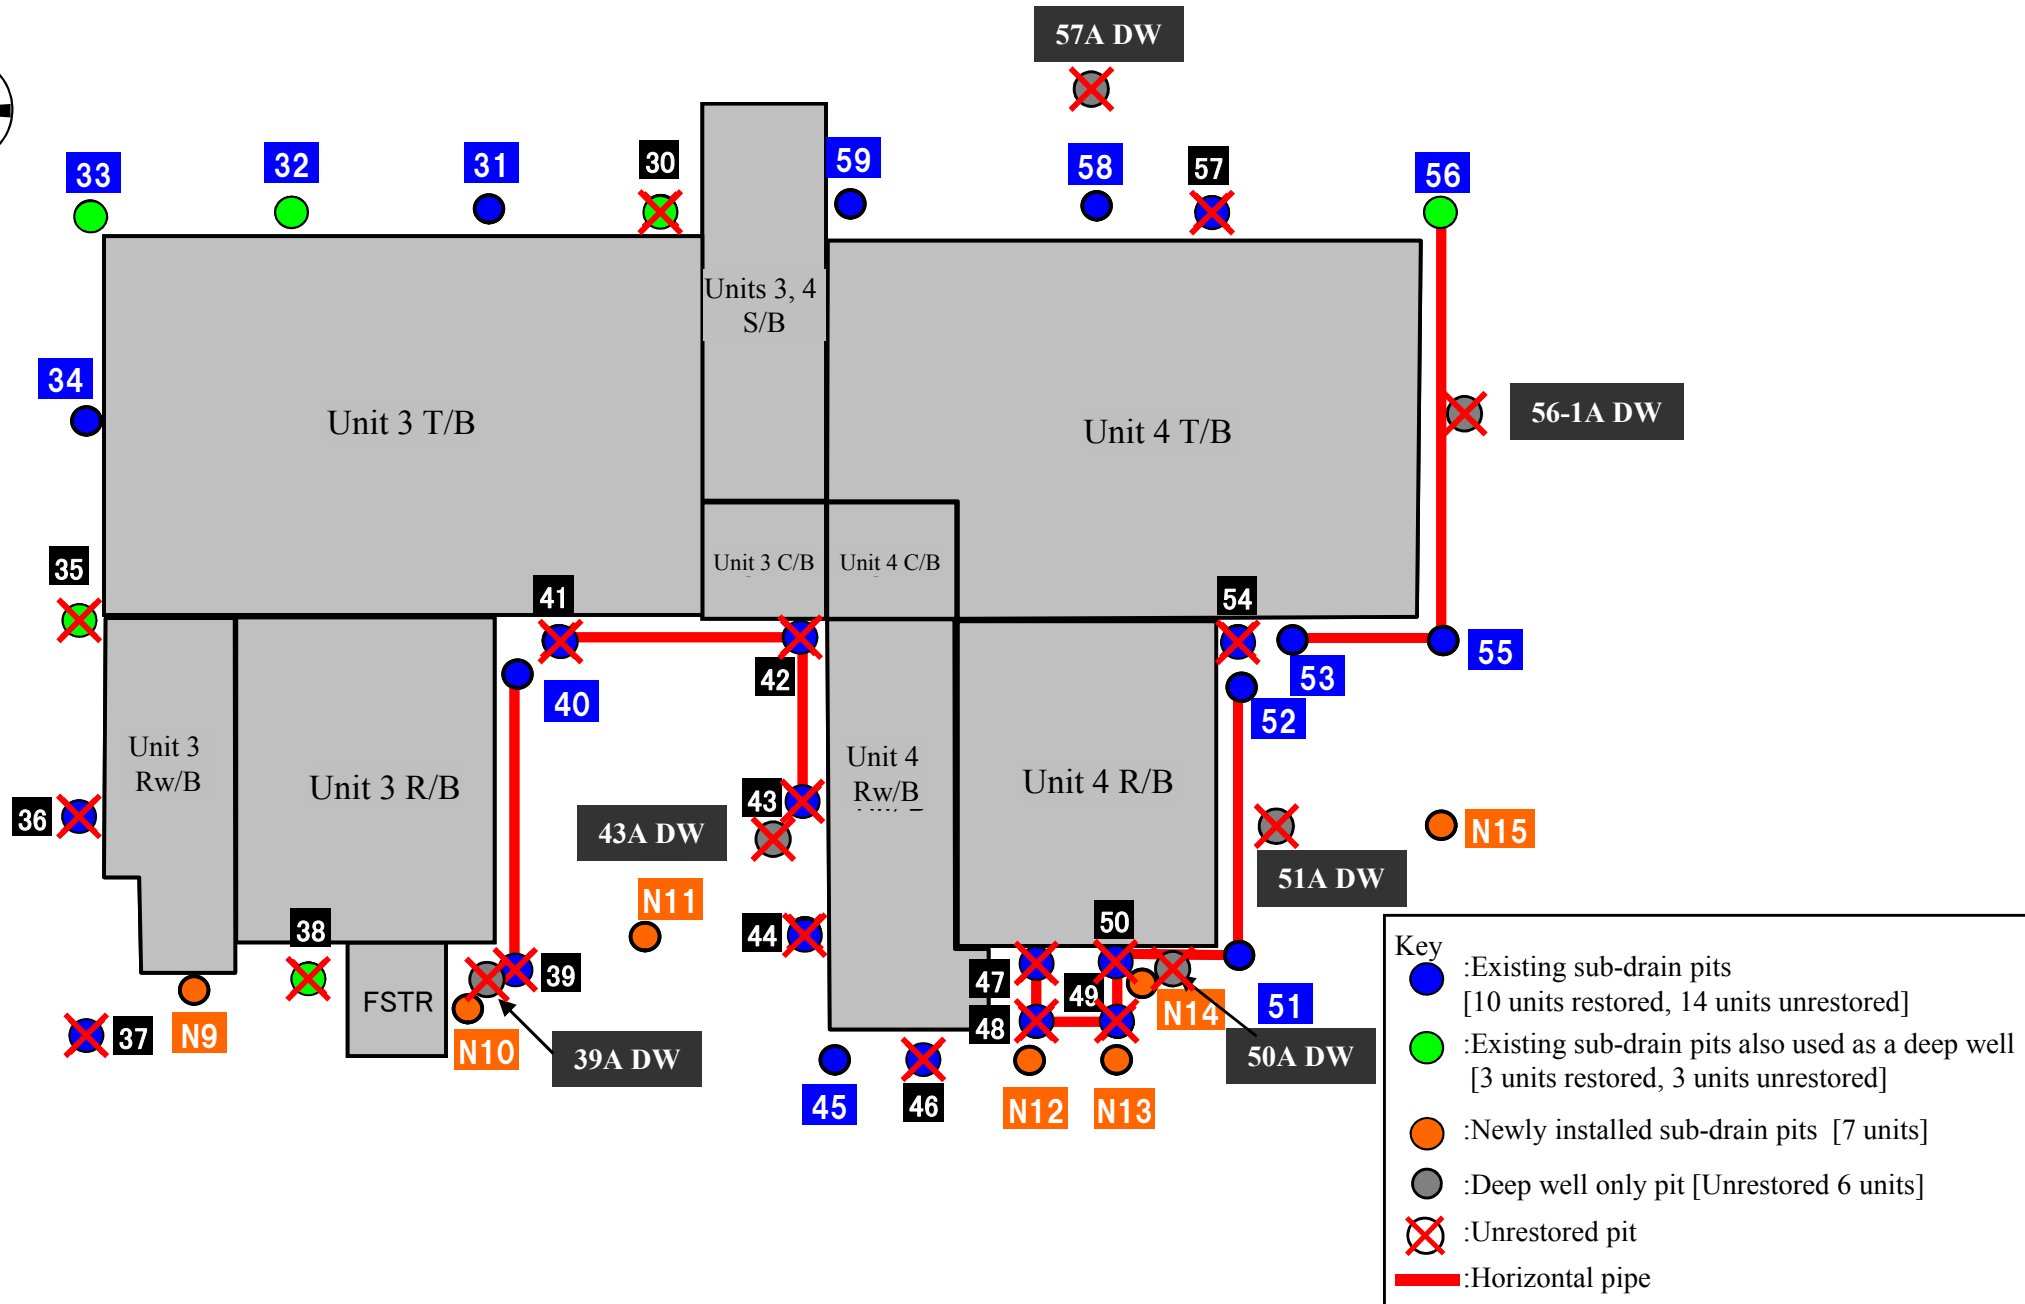 57A DW
33
32
31
30
59
58
57
56
Units 3, 4
S/B
34
Unit 3 T/B
Unit 4 T/B
56-1A DW
35
41
Unit 3 C/B
Unit 4 C/B
54
42
40
53
55
52
Unit 3
Rw/B
Unit 3 R/B
Unit 4
Rw/B
Unit 4 R/B
36
43
43A DW
N15
51A DW
N11
38
44
50
39
47
49
FSTR
37
N9
N10
39A DW
48
N14
51
50A DW
45
46
N12
N13
Key
:Existing sub-drain pits
[10 units restored, 14 units unrestored]
:Existing sub-drain pits also used as a deep well
[3 units restored, 3 units unrestored]
:Newly installed sub-drain pits [7 units]
:Deep well only pit [Unrestored 6 units]
:Unrestored pit
:Horizontal pipe